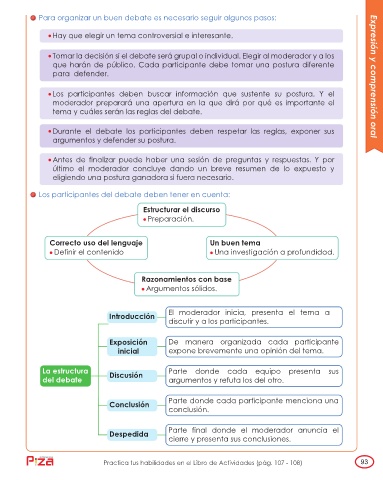 Para organizar un buen debate es necesario seguir algunos pasos:
• Hay que elegir un tema controversial e interesante.
• Tomar la decisión si el debate será grupal o individual. Elegir al moderador y a los
que harán de público. Cada participante debe tomar una postura diferente
para defender.
• Los participantes deben buscar información que sustente su postura. Y el
moderador preparará una apertura en la que dirá por qué es importante el
tema y cuáles serán las reglas del debate.
• Durante el debate los participantes deben respetar las reglas, exponer sus
argumentos y defender su postura.
• Antes de finalizar puede haber una sesión de preguntas y respuestas. Y por
último el moderador concluye dando un breve resumen de lo expuesto y
eligiendo una postura ganadora si fuera necesario.
Expresión y comprensión oral
Los participantes del debate deben tener en cuenta:
Estructurar el discurso
• Preparación.
Correcto uso del lenguaje
• Definir el contenido
Un buen tema
• Una investigación a profundidad.
Razonamientos con base
• Argumentos sólidos.
La estructura
del debate
Introducción
El moderador inicia, presenta el tema a
discutir y a los participantes.
Exposición
inicial
De manera organizada cada participante
expone brevemente una opinión del tema.
Discusión
Parte donde cada equipo presenta sus
argumentos y refuta los del otro.
Conclusión
Parte donde cada participante menciona una
conclusión.
Despedida
Parte final donde el moderador anuncia el
cierre y presenta sus conclusiones.
Practica tus habilidades en el Libro de Actividades (pág. 107 - 108)
93